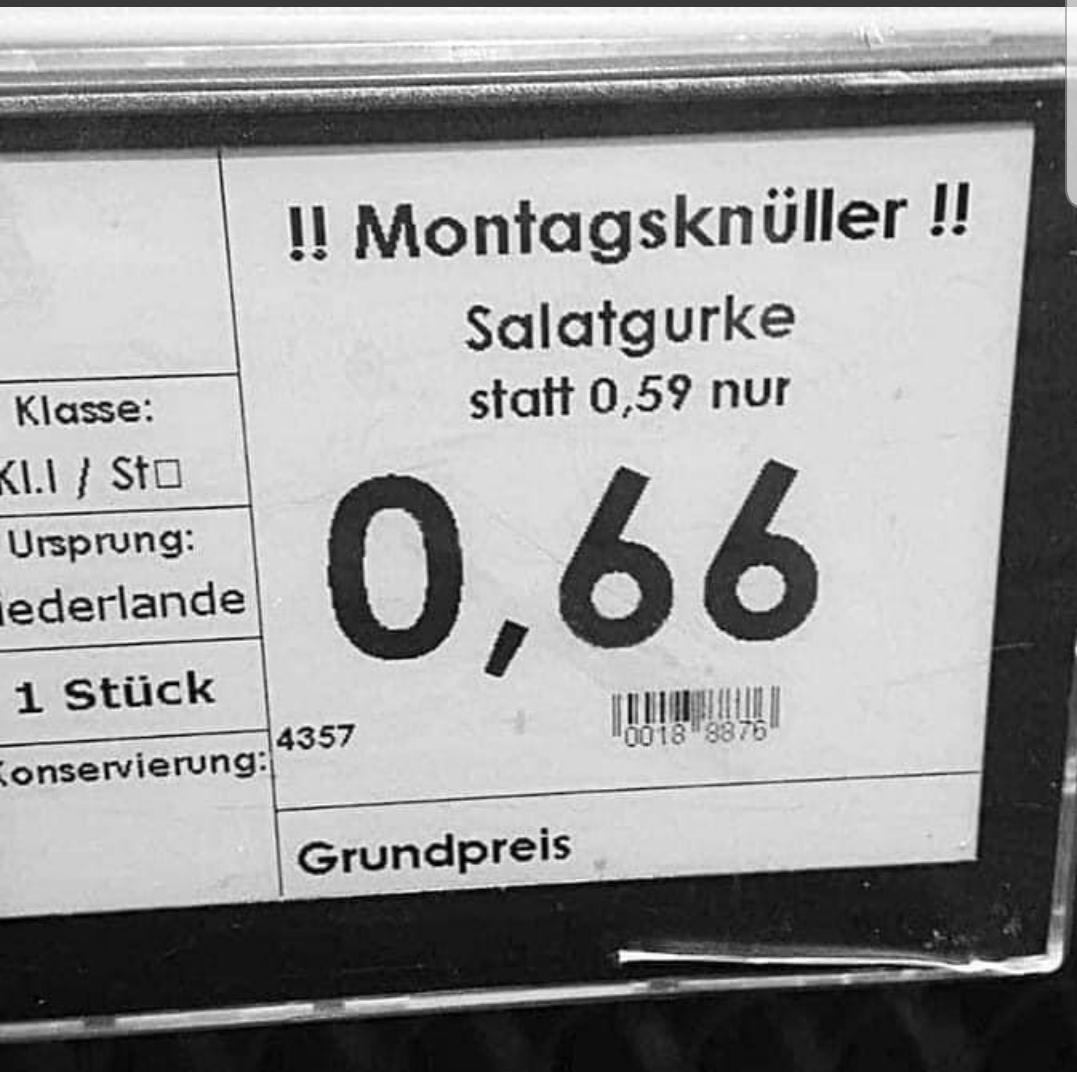 !! Montagsknüller !!
Salatgurke
statt 0,59 nur
0,66
Klasse:
Kl.I / St□
Ursprung:
iederlande
1 Stück
Konservierung:
4357
0018 8876
Grundpreis